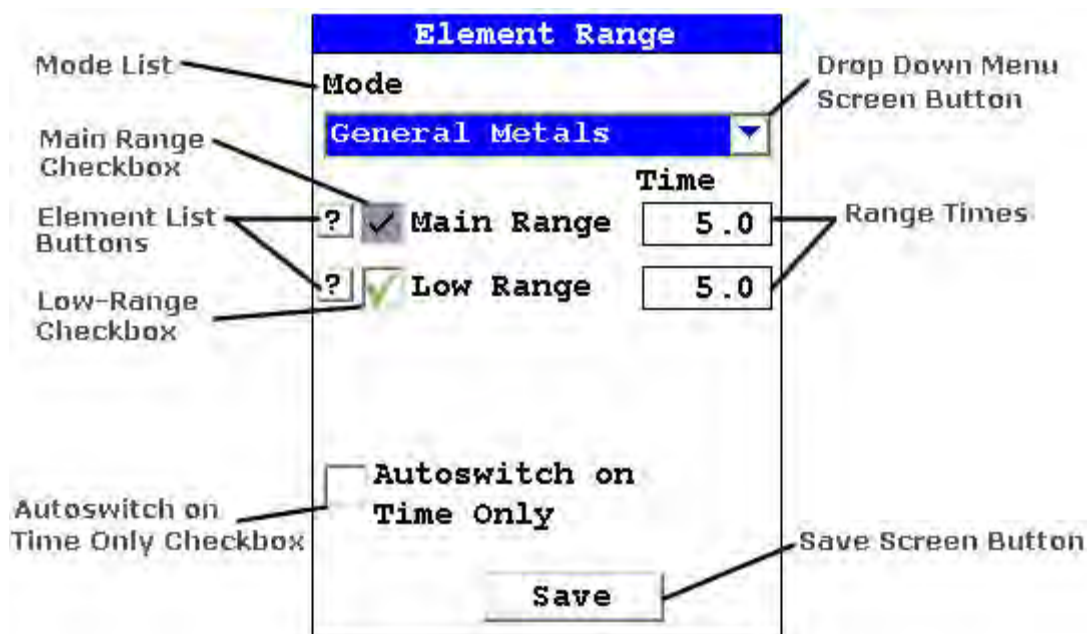 Element Range
Mode List
Mode
Drop Down Menu
Screen Button
General Metals
Main Range
Checkbox
Time
Element List
Buttons
? Main Range 5.0
Range Times
? Low Range 5.0
Low-Range
Checkbox
Autoswitch on
Time Only
Autoswitch on
Time Only Checkbox
Save Screen Button
Save